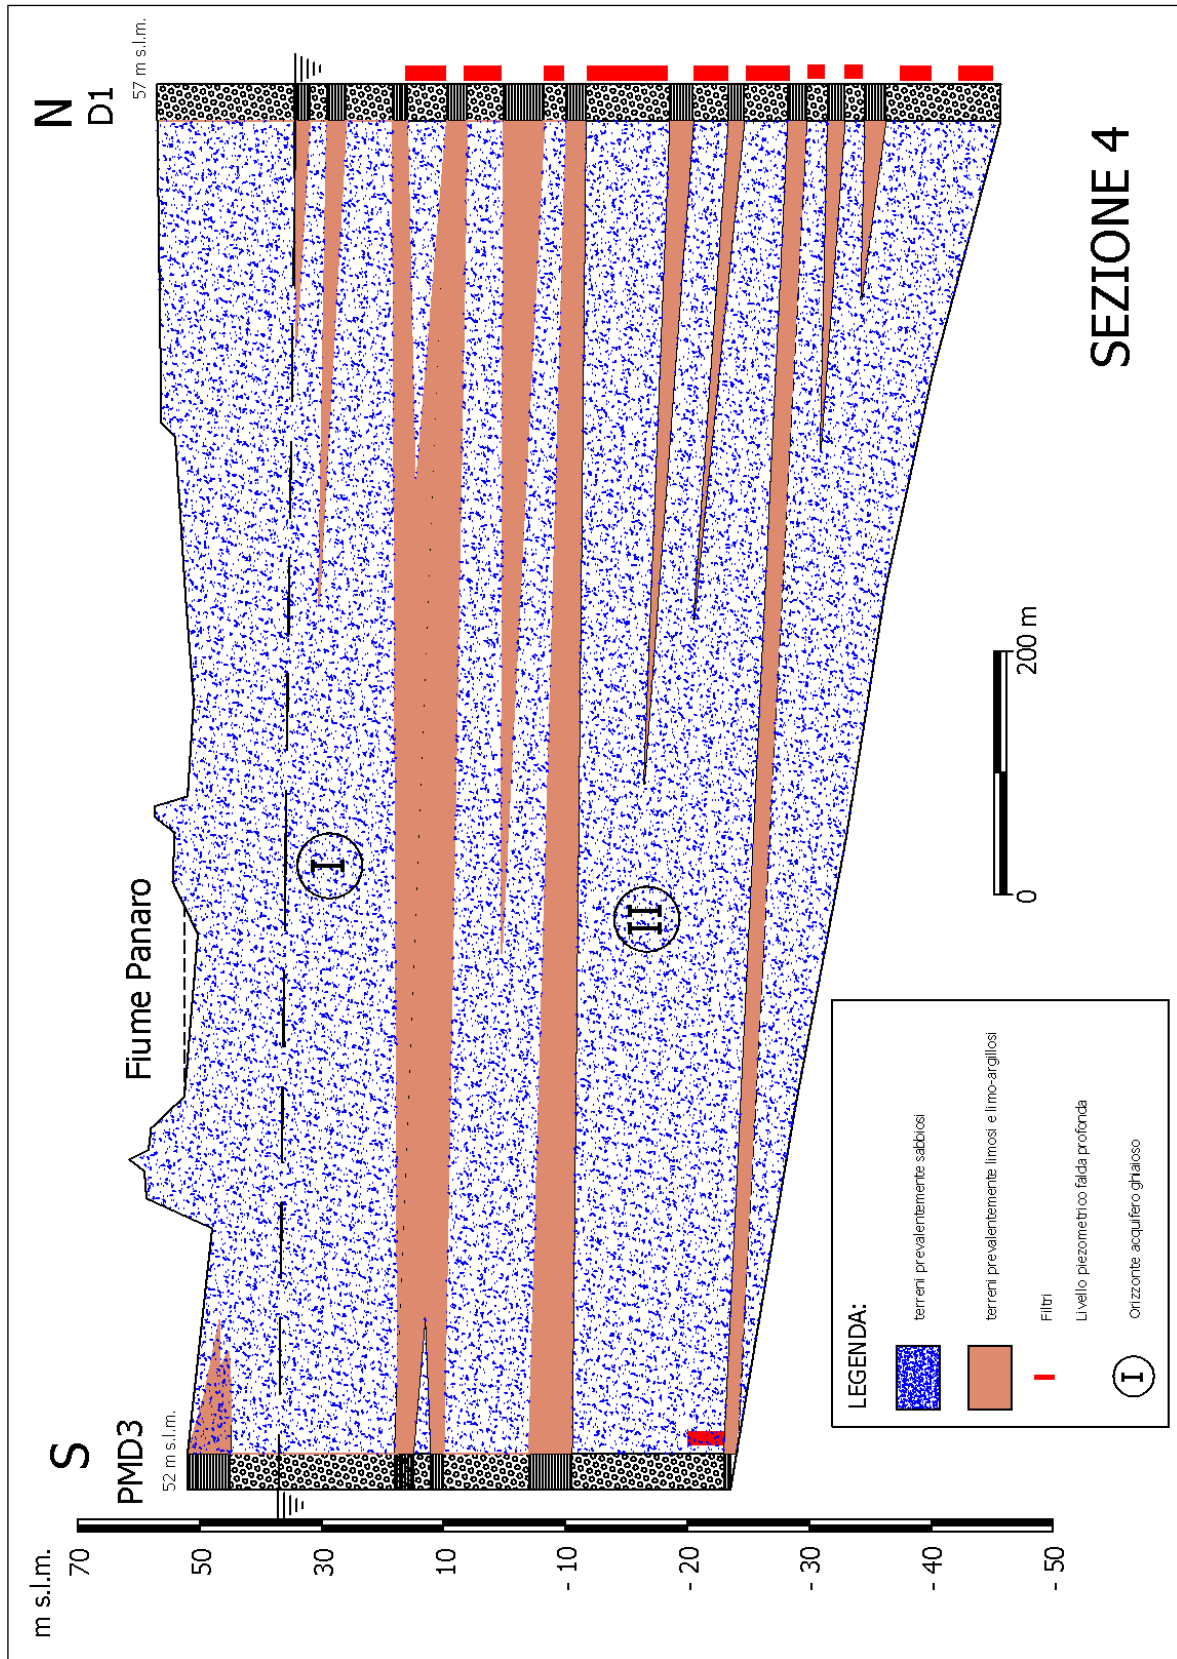 m s.l.m.
70
50
30
10
- 10
- 20
- 30
- 40
- 50
S
PMD3
52 m s.l.m.
Fiume Panaro
N
D1
57 m s.l.m.
I
II
LEGENDA:
terreni prevalentemente sabbiosi
terreni prevalentemente limosi e limo-argillosi
Filtri
Livello piezometrico falda profonda
I
Orizzonte acquifero ghiaioso
0
200 m
SEZIONE 4